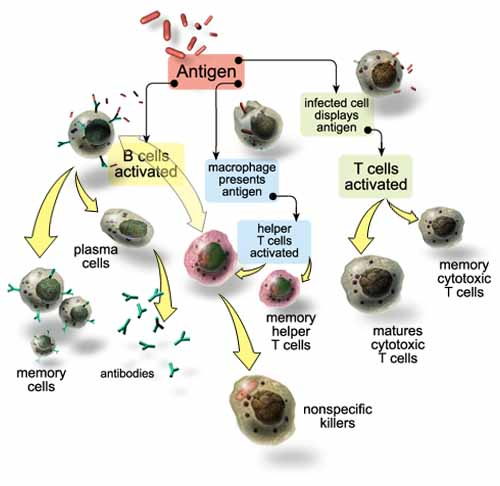 Antigen
infected cell
displays
antigen
B cells
activated
macrophage
presents
antigen
T cells
activated
plasma
cells
helper
T cells
activated
memory
cytotoxic
T cells
memory
helper
T cells
matures
cytotoxic
T cells
memory
cells
antibodies
nonspecific
killers